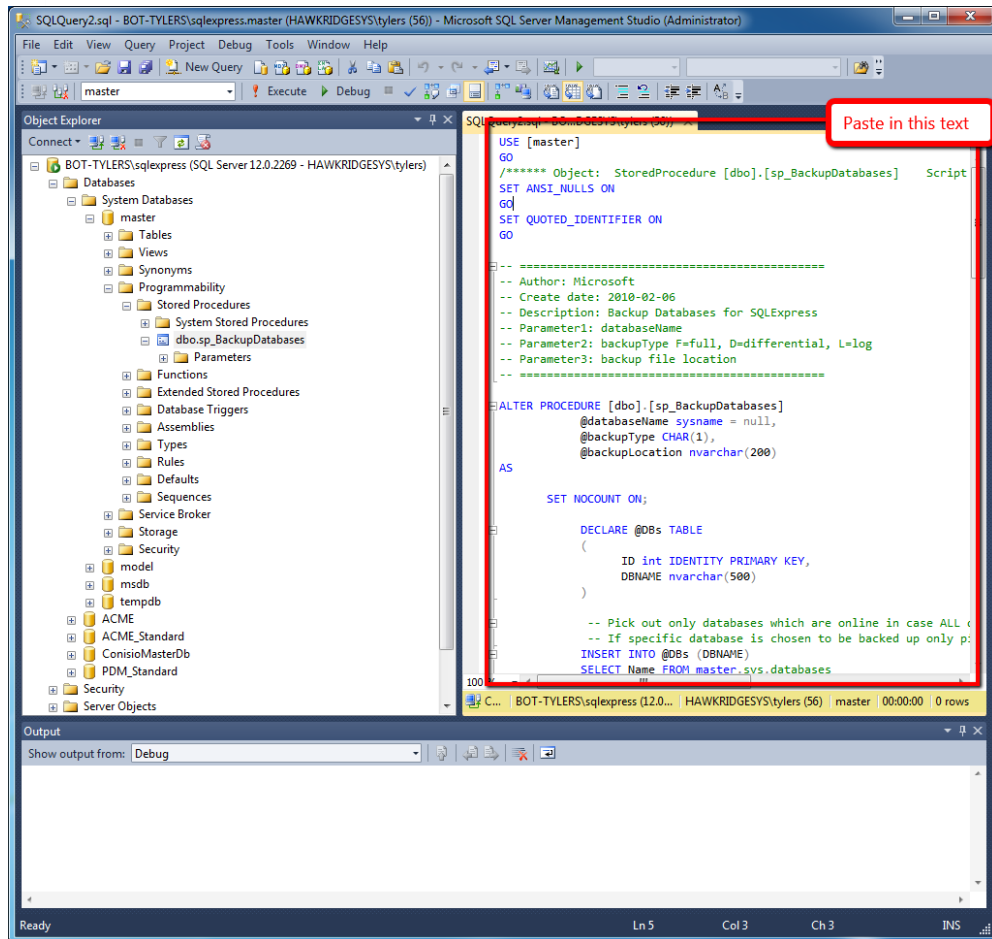 SQLQuery2.sql - BOT-TYLERS\sqlexpress.master (HAWKRIDGESYS\tylers (56)) - Microsoft SQL Server Management Studio (Administrator)
File Edit View Query Project Debug Tools Window Help
New Query
master Execute Debug
Object Explorer
Connect
BOT-TYLERS\sqlexpress (SQL Server 12.0.2269 - HAWKRIDGESYS\tylers)
Databases
System Databases
master
Tables
Views
Synonyms
Programmability
Stored Procedures
System Stored Procedures
dbo.sp_BackupDatabases
Parameters
Functions
Extended Stored Procedures
Database Triggers
Assemblies
Types
Rules
Defaults
Sequences
Service Broker
Storage
Security
model
msdb
tempdb
ACME
ACME_Standard
ConisioMasterDb
PDM_Standard
Security
Server Objects
SQLQuery2.sql - BO...DGESYS\tylers (56))
Paste in this text
USE [master]
GO
/****** Object: StoredProcedure [dbo].[sp_BackupDatabases] Script
SET ANSI_NULLS ON
GO
SET QUOTED_IDENTIFIER ON
GO
-- =============================================
-- Author: Microsoft
-- Create date: 2010-02-06
-- Description: Backup Databases for SQLExpress
-- Parameter1: databaseName
-- Parameter2: backupType F=full, D=differential, L=log
-- Parameter3: backup file location
-- =============================================
ALTER PROCEDURE [dbo].[sp_BackupDatabases]
@databaseName sysname = null,
@backupType CHAR(1),
@backupLocation nvarchar(200)
AS
SET NOCOUNT ON;
DECLARE @DBs TABLE
(
ID int IDENTITY PRIMARY KEY,
DBNAME nvarchar(500)
)
-- Pick out only databases which are online in case ALL
-- If specific database is chosen to be backed up only
INSERT INTO @DBs (DBNAME)
SELECT Name FROM master.sys.databases
100 %
C... BOT-TYLERS\sqlexpress (12.0... HAWKRIDGESYS\tylers (56) master 00:00:00 0 rows
Output
Show output from: Debug
Ready Ln 5 Col 3 Ch 3 INS